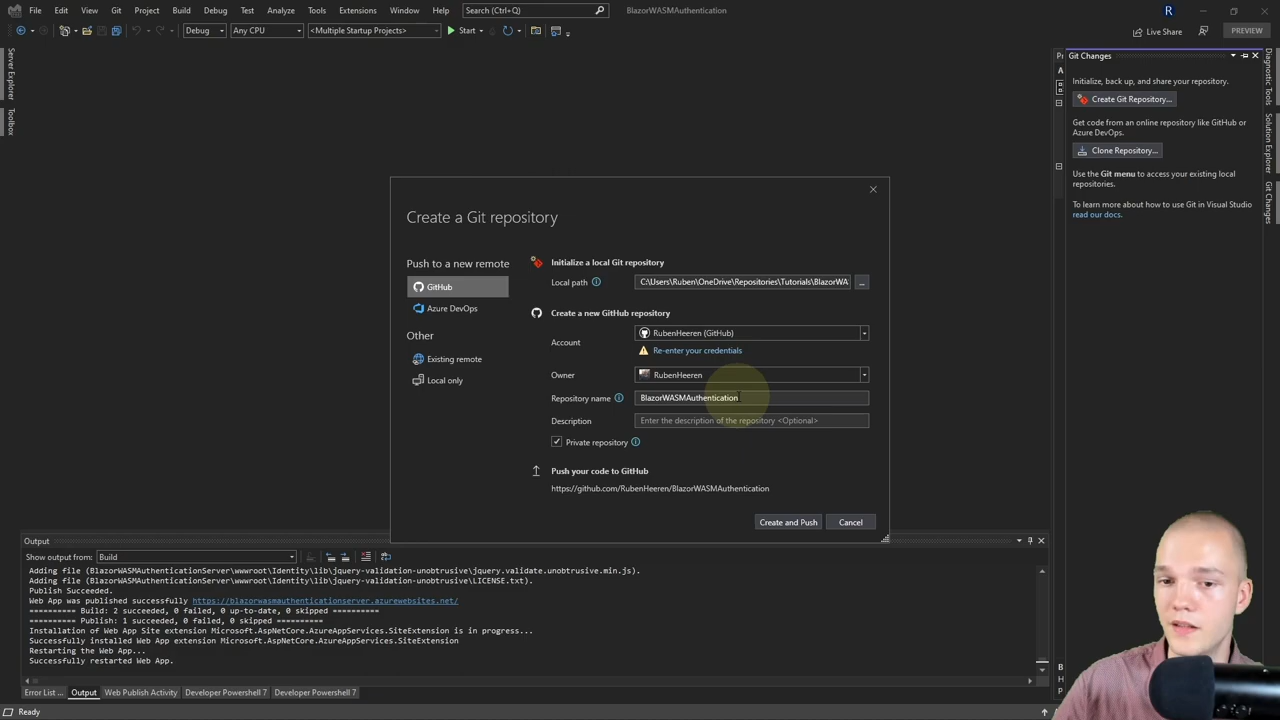 File Edit View Git Project Build Debug Test Analyze Tools Extensions Window Help Search (Ctrl+Q) BlazorWASMAuthentication R
Debug Any CPU <Multiple Startup Projects> Start Live Share PREVIEW
Server Explorer
Toolbox
Git Changes
Initialize, back up, and share your repository.
Create Git Repository...
Get code from an online repository like GitHub or
Azure DevOps.
Clone Repository...
Use the Git menu to access your existing local
repositories.
To learn more about how to use Git in Visual Studio
read our docs.
Diagnostic Tools
Solution Explorer
Git Changes
Create a Git repository
Push to a new remote
GitHub
Azure DevOps
Other
Existing remote
Local only
Initialize a local Git repository
Local path C:\Users\Ruben\OneDrive\Repositories\Tutorials\BlazorWA ...
Create a new GitHub repository
Account RubenHeeren (GitHub)
Re-enter your credentials
Owner RubenHeeren
Repository name BlazorWASMAuthentication
Description Enter the description of the repository <Optional>
Private repository
Push your code to GitHub
https://github.com/RubenHeeren/BlazorWASMAuthentication
Create and Push Cancel
Output
Show output from: Build
Adding file (BlazorWASMAuthenticationServer\wwwroot\Identity\lib\jquery-validation-unobtrusive\jquery.validate.unobtrusive.min.js).
Adding file (BlazorWASMAuthenticationServer\wwwroot\Identity\lib\jquery-validation-unobtrusive\LICENSE.txt).
Publish Succeeded.
Web App was published successfully https://blazorwasmauthenticationserver.azurewebsites.net/
========== Build: 2 succeeded, 0 failed, 0 up-to-date, 0 skipped ==========
========== Publish: 1 succeeded, 0 failed, 0 skipped ==========
Installation of Web App Site extension Microsoft.AspNetCore.AzureAppServices.SiteExtension is in progress...
Successfully installed Web App extension Microsoft.AspNetCore.AzureAppServices.SiteExtension
Restarting the Web App...
Successfully restarted Web App.
Error List ... Output Web Publish Activity Developer Powershell 7 Developer Powershell 7
Ready